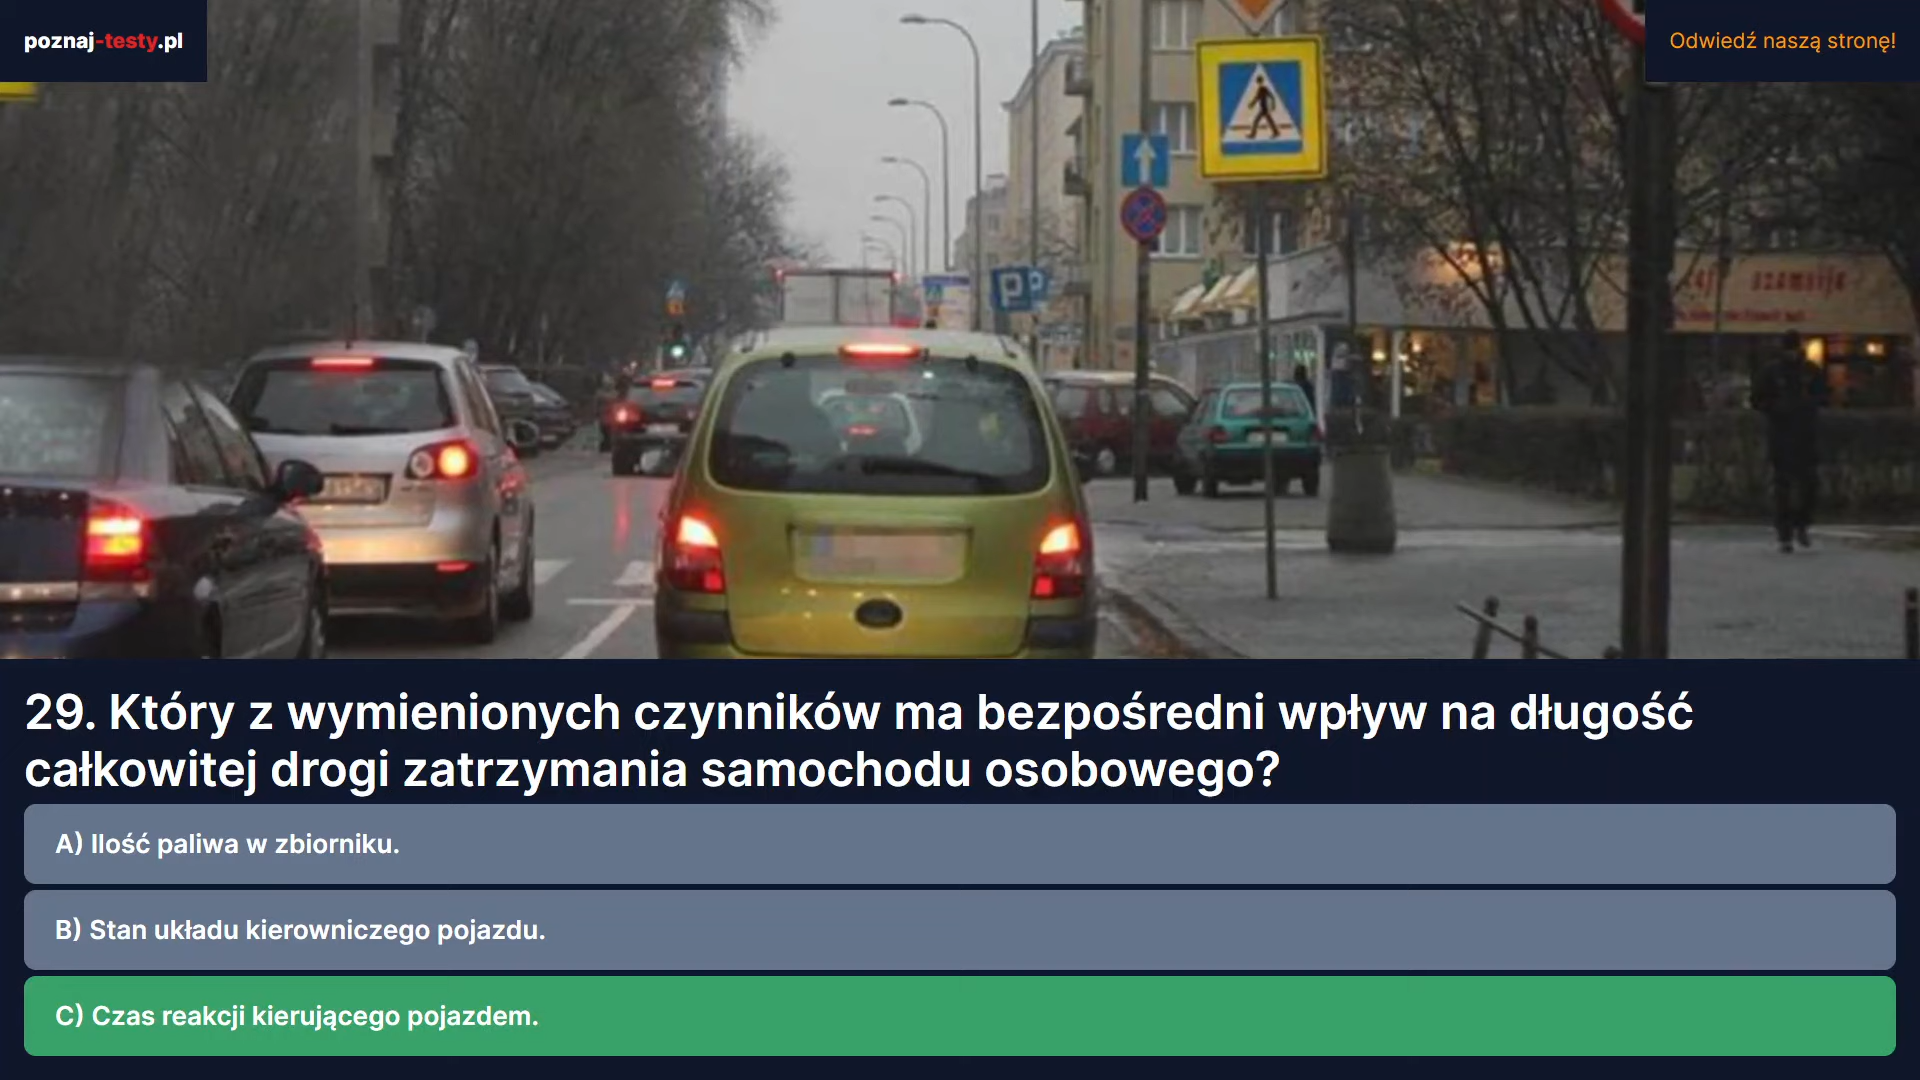 poznaj-testy.pl
Odwiedź naszą stronę!
P
P
szamsija
29. Który z wymienionych czynników ma bezpośredni wpływ na długość
całkowitej drogi zatrzymania samochodu osobowego?
A) Ilość paliwa w zbiorniku.
B) Stan układu kierowniczego pojazdu.
C) Czas reakcji kierującego pojazdem.